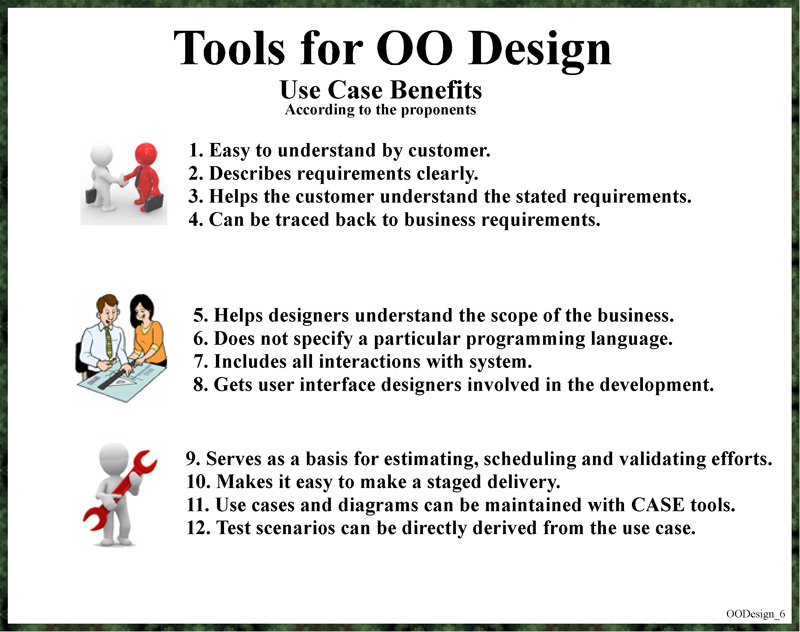 Tools for OO Design
Use Case Benefits
According to the proponents
1. Easy to understand by customer.
2. Describes requirements clearly.
3. Helps the customer understand the stated requirements.
4. Can be traced back to business requirements.
5. Helps designers understand the scope of the business.
6. Does not specify a particular programming language.
7. Includes all interactions with system.
8. Gets user interface designers involved in the development.
9. Serves as a basis for estimating, scheduling and validating efforts.
10. Makes it easy to make a staged delivery.
11. Use cases and diagrams can be maintained with CASE tools.
12. Test scenarios can be directly derived from the use case.
OODesign_6